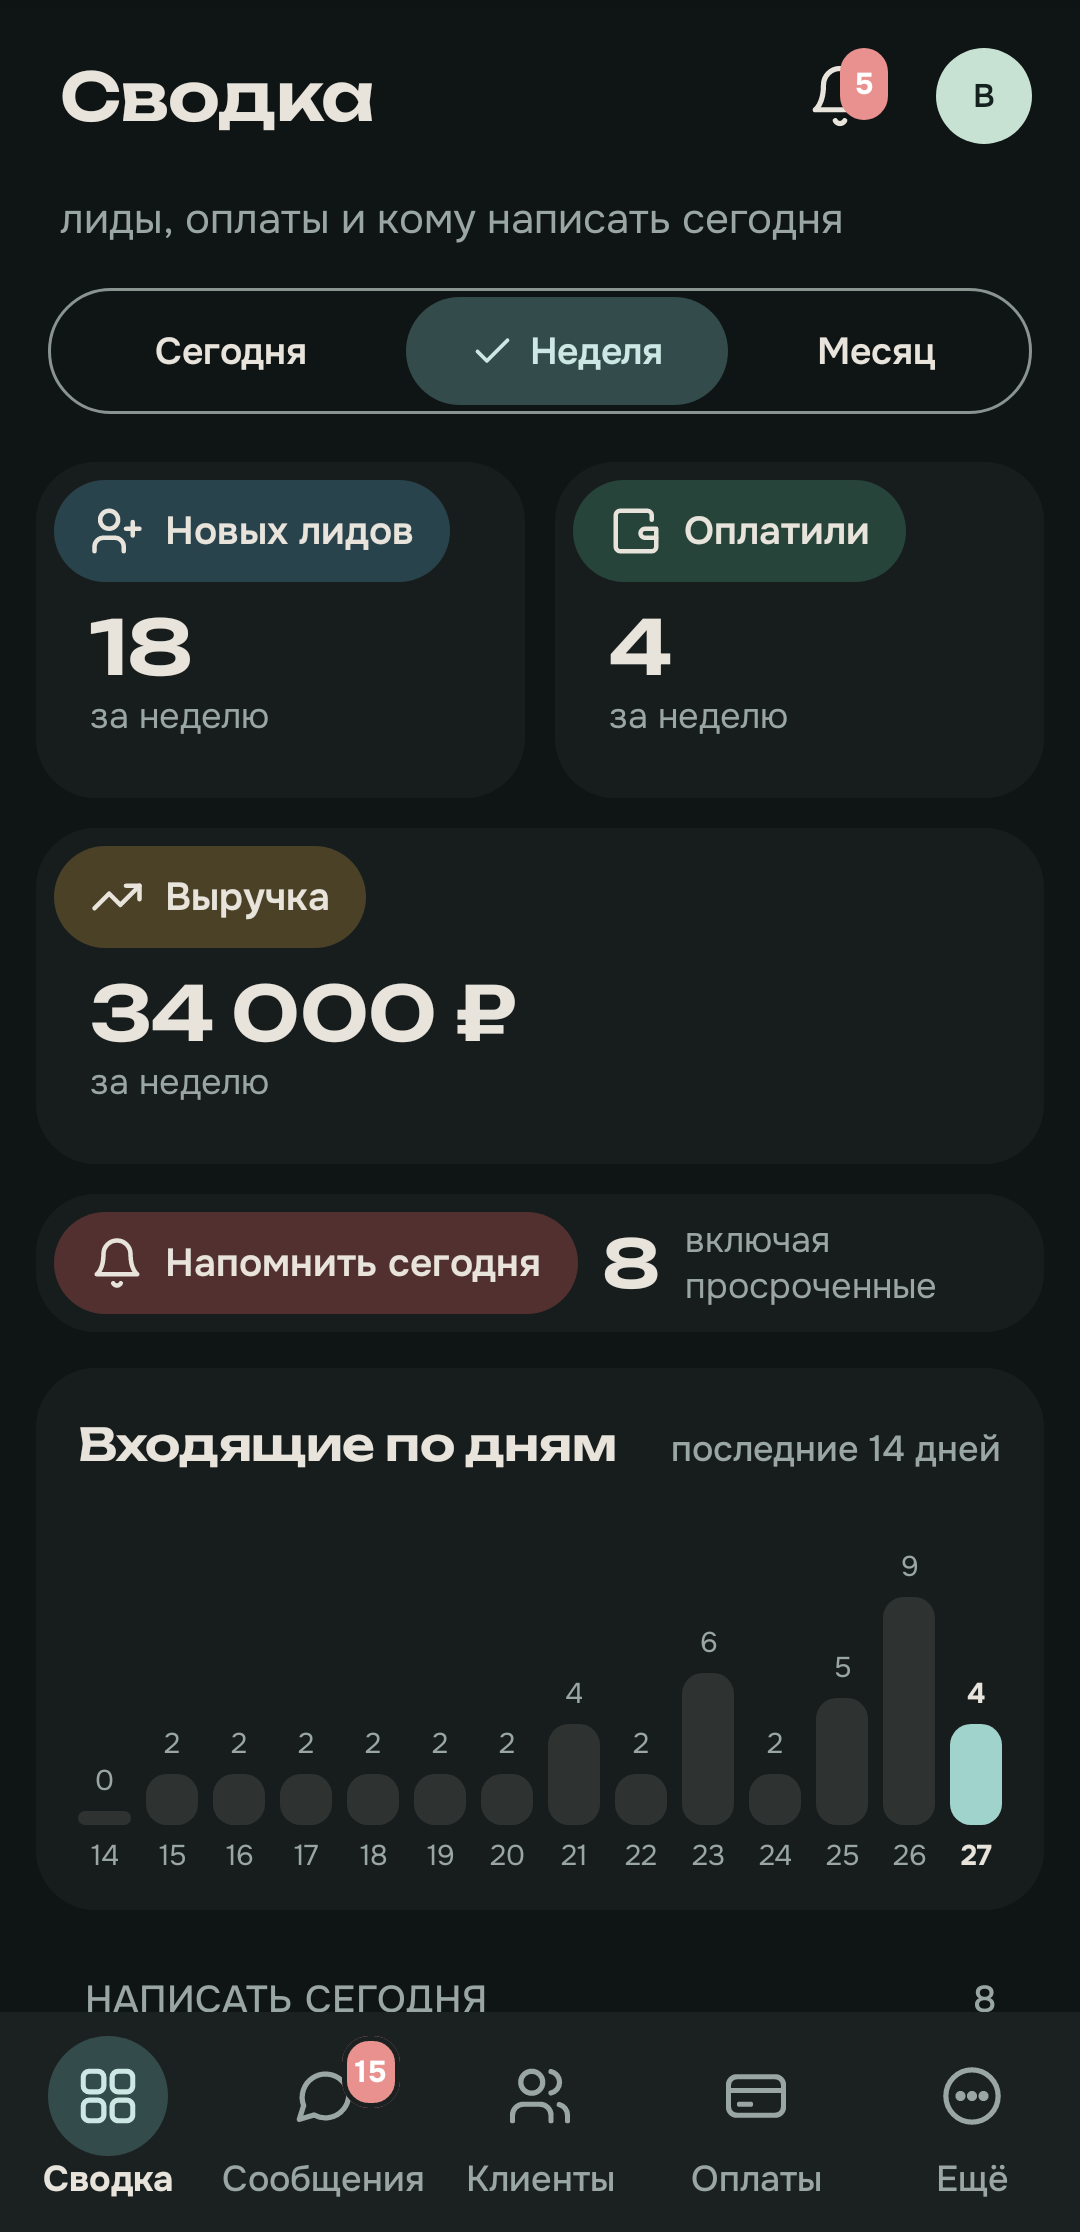 Сводка
5
B
лиды, оплаты и кому написать сегодня
Сегодня
Неделя
Месяц
Новых лидов
18
за неделю
Оплатили
4
за неделю
Выручка
34 000 ₽
за неделю
Напомнить сегодня
8
включая
просроченные
Входящие по дням
последние 14 дней
0 2 2 2 2 2 2 4 2 6 2 5 9 4
14 15 16 17 18 19 20 21 22 23 24 25 26 27
НАПИСАТЬ СЕГОДНЯ
8
15
Сводка
Сообщения
Клиенты
Оплаты
Ещё